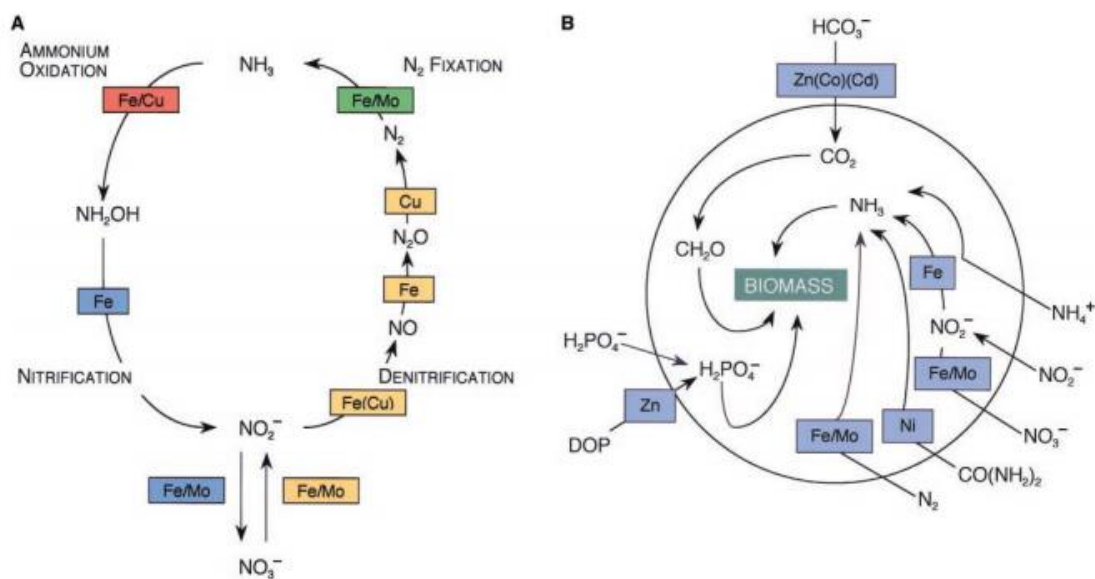 A
AMMONIUM
OXIDATION
NH₃
N₂ FIXATION
Fe/Cu
Fe/Mo
N₂
Cu
NH₂OH
N₂O
Fe
Fe
NO
NITRIFICATION
DENITRIFICATION
Fe(Cu)
NO₂⁻
Fe/Mo
Fe/Mo
NO₃⁻
B
HCO₃⁻
Zn(Co)(Cd)
CO₂
NH₃
CH₂O
Fe
BIOMASS
NH₄⁺
NO₂⁻
H₂PO₄⁻
H₂PO₄⁻
Fe/Mo
NO₂⁻
Zn
DOP
Fe/Mo
Ni
NO₃⁻
CO(NH₂)₂
N₂